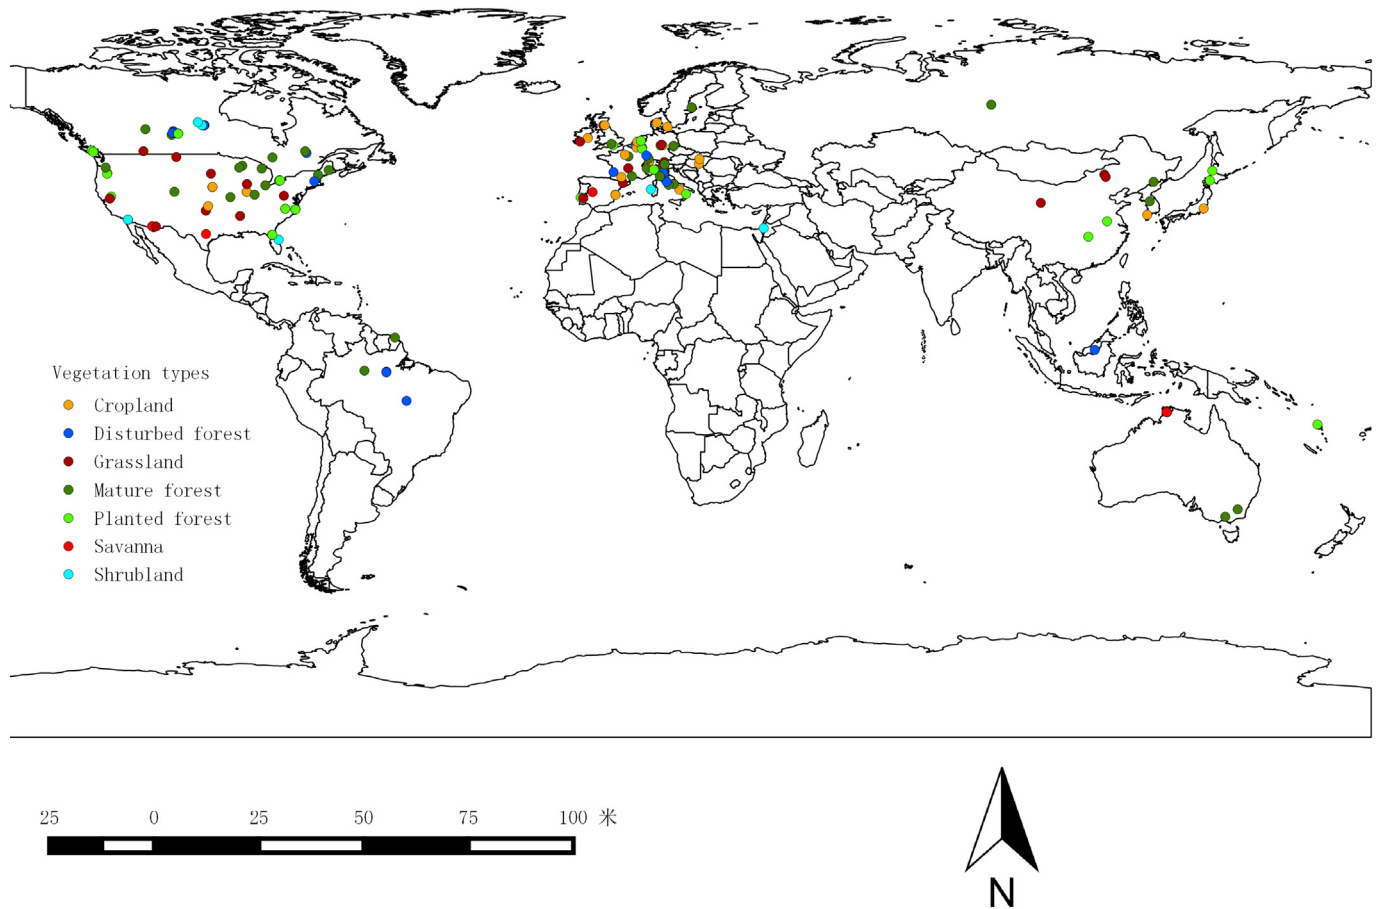 Vegetation types
Cropland
Disturbed forest
Grassland
Mature forest
Planted forest
Savanna
Shrubland
25 0 25 50 75 100 米
N